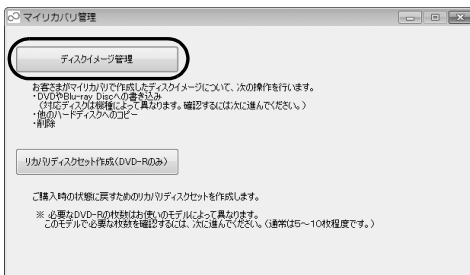 マイリカバリ管理
ディスクイメージ管理
お客さまがマイリカバリで作成したディスクイメージについて、次の操作を行います。
・DVDやBlu-ray Discへの書き込み
(対応ディスクは機種によって異なります。確認するには次に進んでください。)
・他のハードディスクへのコピー
・削除
リカバリディスクセット作成(DVD-Rのみ)
ご購入時の状態に戻すためのリカバリディスクセットを作成します。
※ 必要なDVD-Rの枚数はお使いのモデルによって異なります。
このモデルで必要な枚数を確認するには、次に進んでください。(通常は5～10枚程度です。)